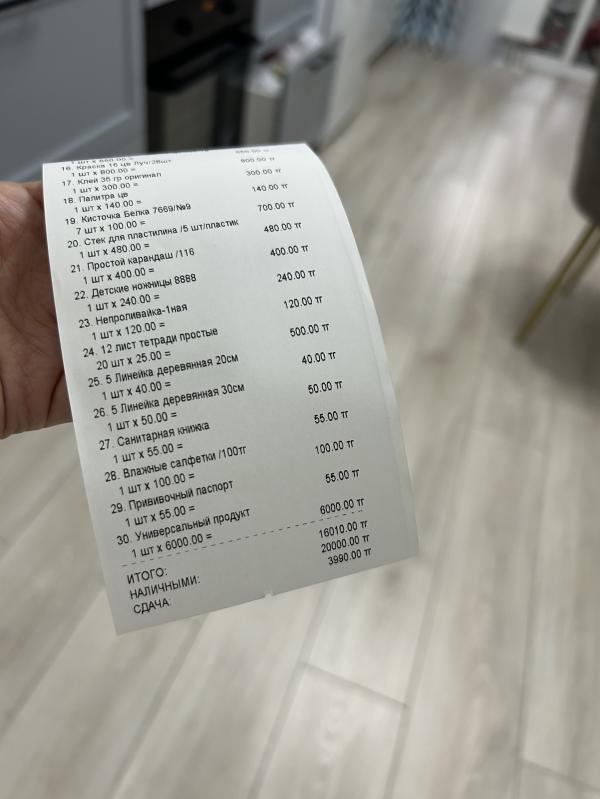 1 шт x 550.00 =
16. Краска 16 цв Луч/28шт 800.00 тг
1 шт x 800.00 =
17. Клей 35 гр оригинал 300.00 тг
1 шт x 300.00 =
18. Палитра цв 140.00 тг
1 шт x 140.00 =
19. Кисточка Белка 7669/№9 700.00 тг
7 шт x 100.00 =
20. Стек для пластилина /5 шт/пластик 480.00 тг
1 шт x 480.00 =
21. Простой карандаш /116 400.00 тг
1 шт x 400.00 =
22. Детские ножницы 8888 240.00 тг
1 шт x 240.00 =
23. Непроливайка-1ная 120.00 тг
1 шт x 120.00 =
24. 12 лист тетради простые 500.00 тг
20 шт x 25.00 =
25. 5 Линейка деревянная 20см 40.00 тг
1 шт x 40.00 =
26. 5 Линейка деревянная 30см 50.00 тг
1 шт x 50.00 =
27. Санитарная книжка 55.00 тг
1 шт x 55.00 =
28. Влажные салфетки /100тг 100.00 тг
1 шт x 100.00 =
29. Прививочный паспорт 55.00 тг
1 шт x 55.00 =
30. Универсальный продукт 6000.00 тг
1 шт x 6000.00 =
ИТОГО: 16010.00 тг
НАЛИЧНЫМИ: 20000.00 тг
СДАЧА: 3990.00 тг